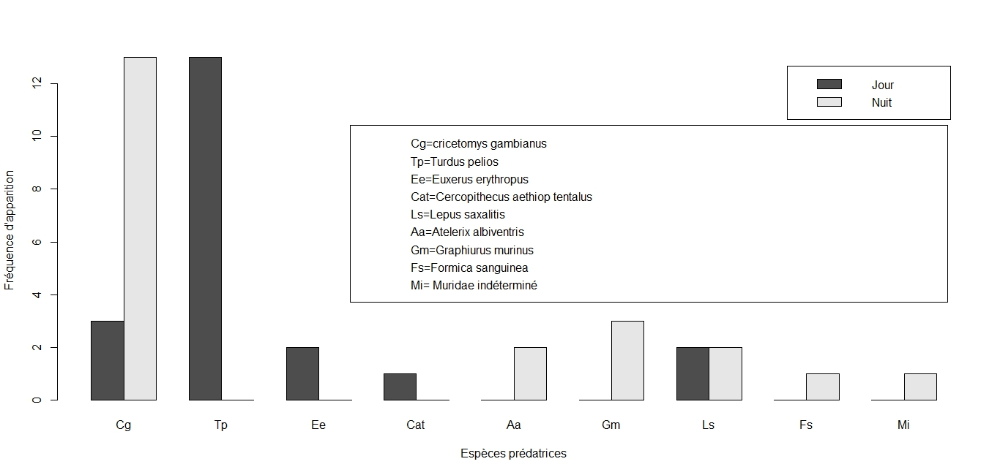 Fréquence d'apparition
12
10
8
6
4
2
0
Jour
Nuit
Cg=cricetomys gambianus
Tp=Turdus pelios
Ee=Euxerus erythropus
Cat=Cercopithecus aethiop tentalus
Ls=Lepus saxalitis
Aa=Atelerix albiventris
Gm=Graphiurus murinus
Fs=Formica sanguinea
Mi= Muridae indéterminé
Cg Tp Ee Cat Aa Gm Ls Fs Mi
Espèces prédatrices